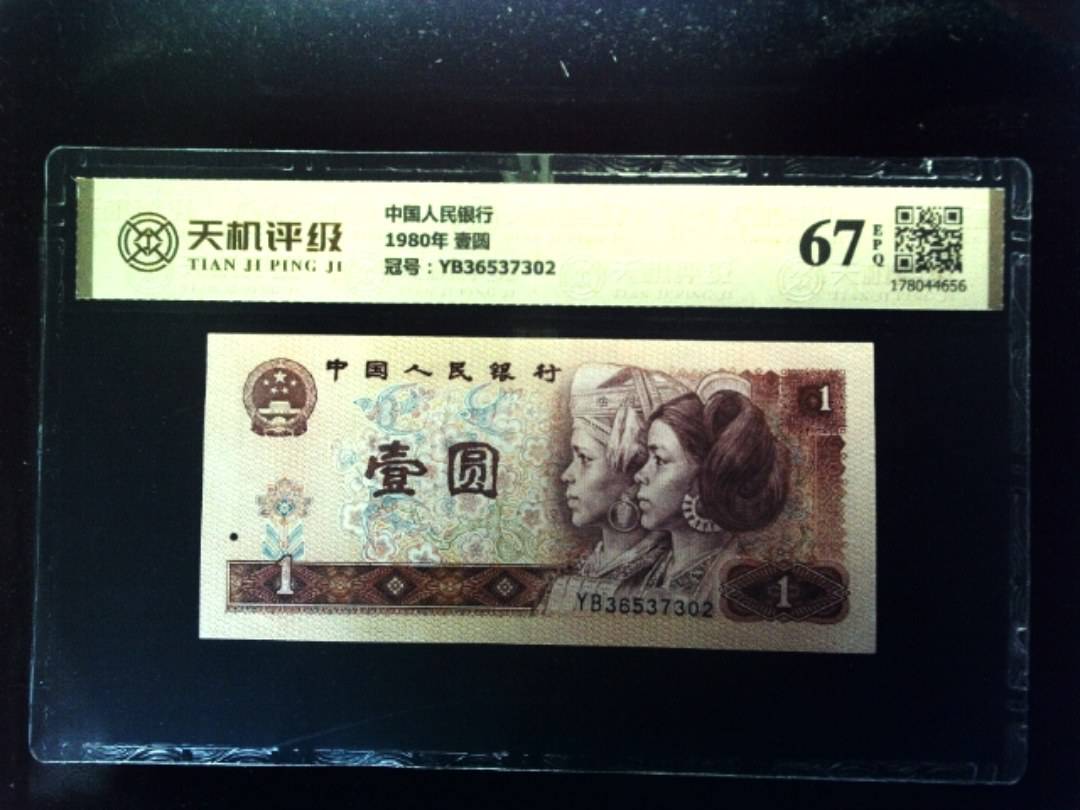 天机评级
TIAN JI PING JI
中国人民银行
1980年 壹圆
冠号：YB36537302
67
EPQ
178044656
中国人民银行
1
壹圆
1
YB36537302
1